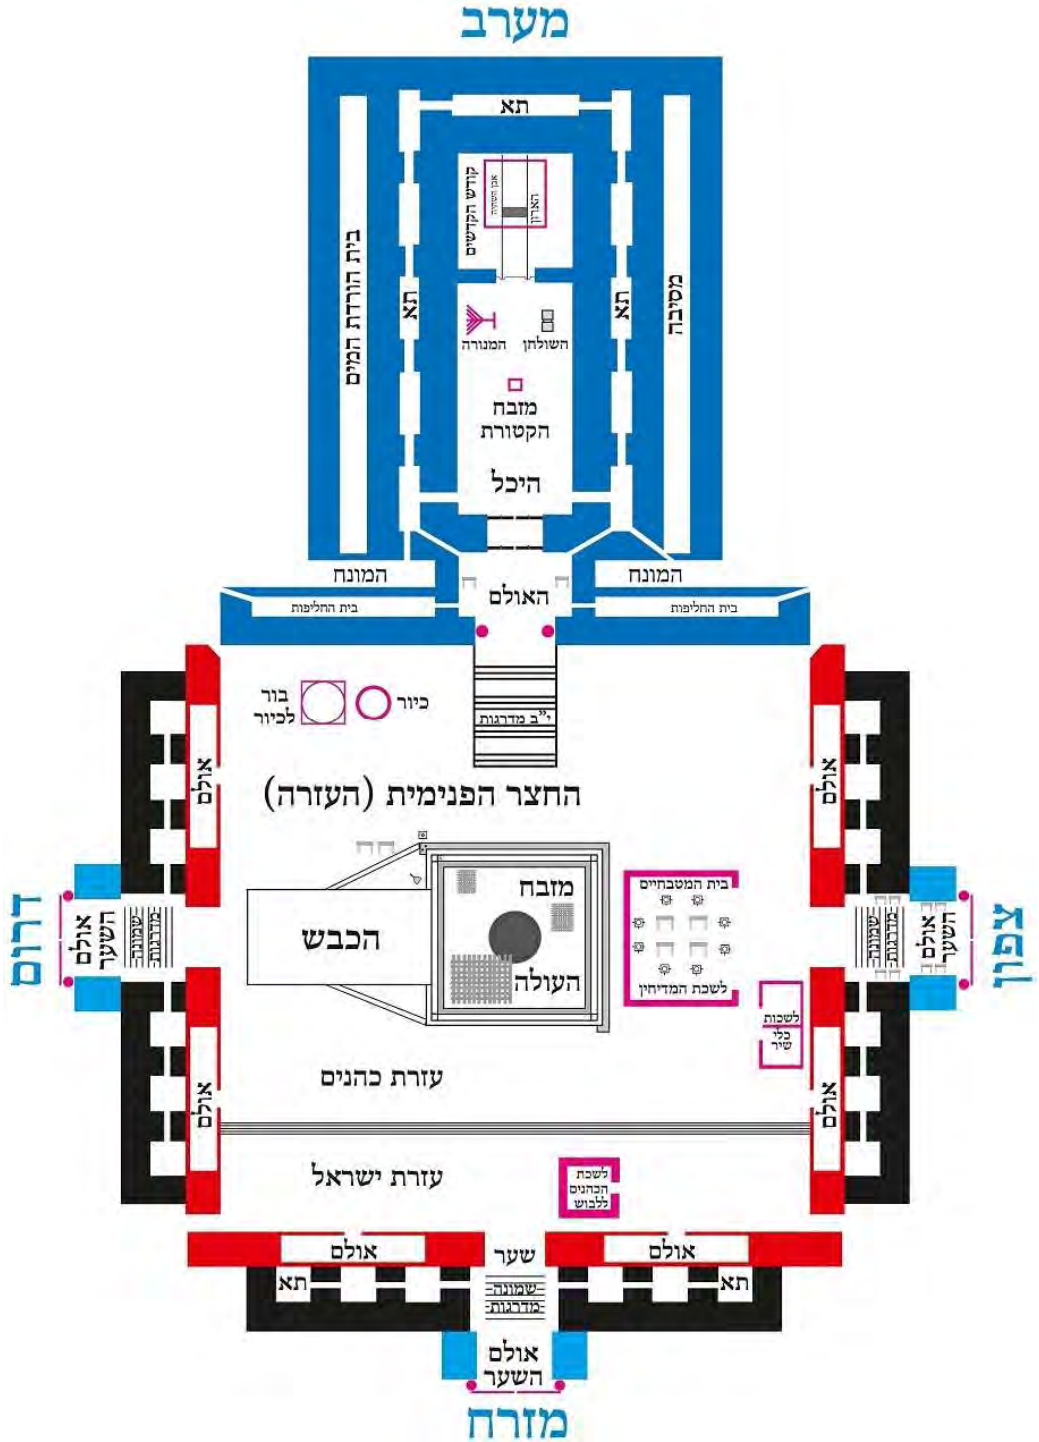 מערב
תא
קודש הקדשים
אבן השתיה
הארון
בית הורדת המים
תא
תא
מסיבה
המנורה
השולחן
מזבח
הקטורת
היכל
המונח
המונח
האולם
בית החליפות
בית החליפות
בור
לכיור
כיור
י"ב מדרגות
אולם
אולם
החצר הפנימית (העזרה)
דרום
אולם
השער
שמונה
מדרגות
הכבש
מזבח
העולה
בית המטבחיים
לשכת המדיחין
שמונה
מדרגות
אולם
השער
צפון
לשכות
כלי
שיר
עזרת כהנים
אולם
אולם
עזרת ישראל
לשכת
הכהנים
ללבוש
אולם
שער
אולם
תא
שמונה
מדרגות
תא
אולם
השער
מזרח